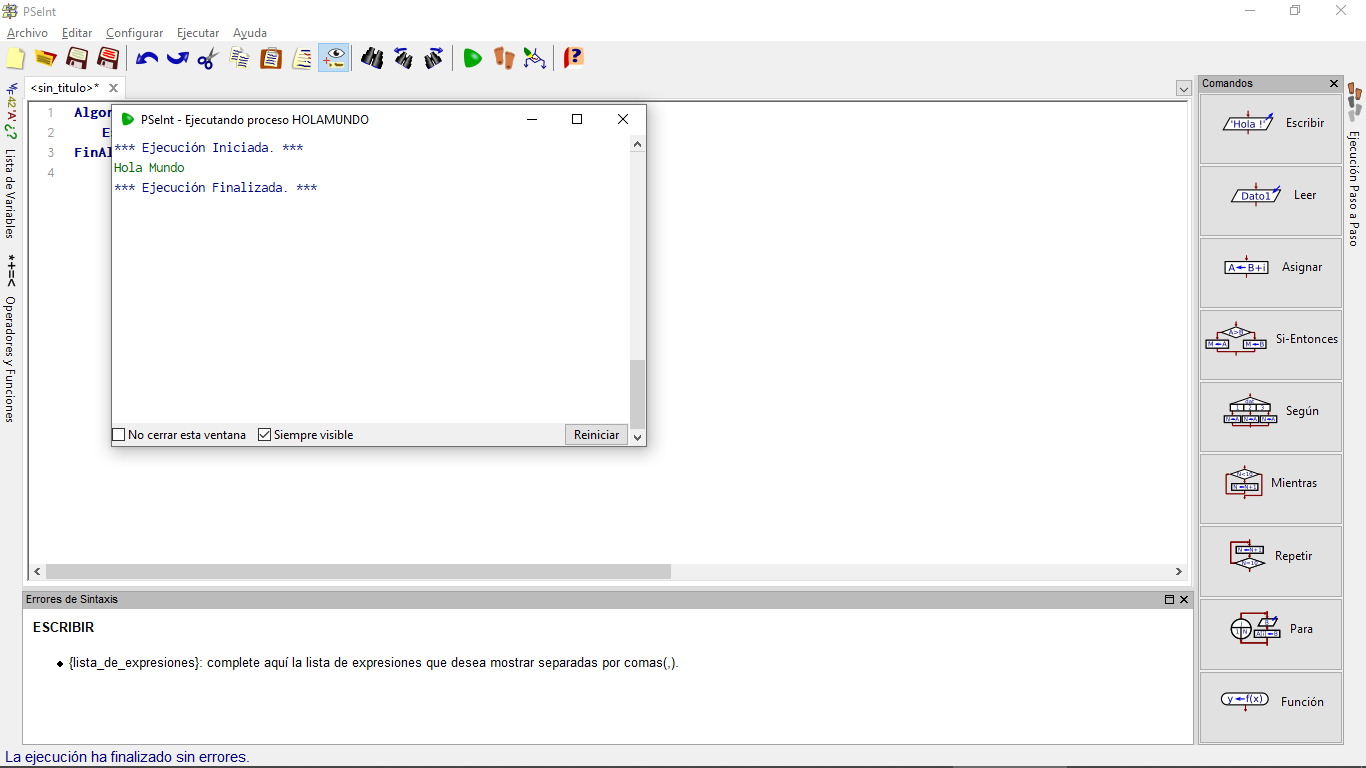 PSeInt
Archivo Editar Configurar Ejecutar Ayuda
<sin_titulo>*
Comandos
1 Algor
2 E
3 FinAl
4
PSeInt - Ejecutando proceso HOLAMUNDO
*** Ejecución Iniciada. ***
Hola Mundo
*** Ejecución Finalizada. ***
No cerrar esta ventana Siempre visible Reiniciar
Lista de Variables
*+=< Operadores y Funciones
'Hola !' Escribir
Dato1 Leer
A B+i Asignar
A>B M A M B Si-Entonces
1 2 3 Según
Mientras
Repetir
Para
y f(x) Función
Ejecución Paso a Paso
Errores de Sintaxis
ESCRIBIR
{lista_de_expresiones}: complete aquí la lista de expresiones que desea mostrar separadas por comas(,).
La ejecución ha finalizado sin errores.